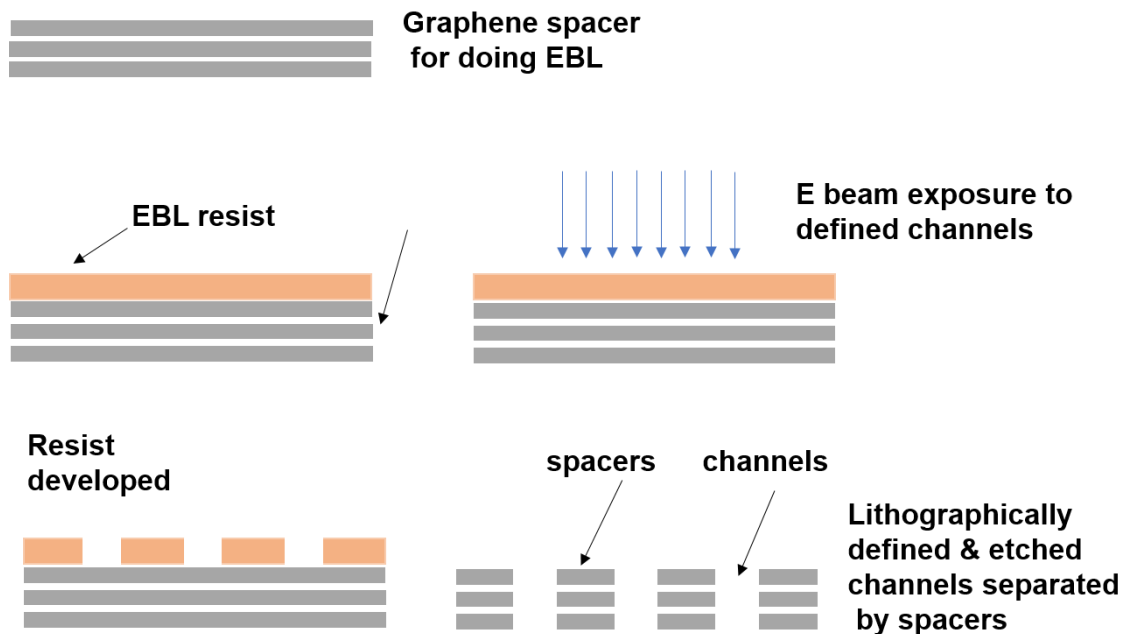 Graphene spacer
for doing EBL
EBL resist
E beam exposure to
defined channels
Resist
developed
spacers
channels
Lithographically
defined & etched
channels separated
by spacers